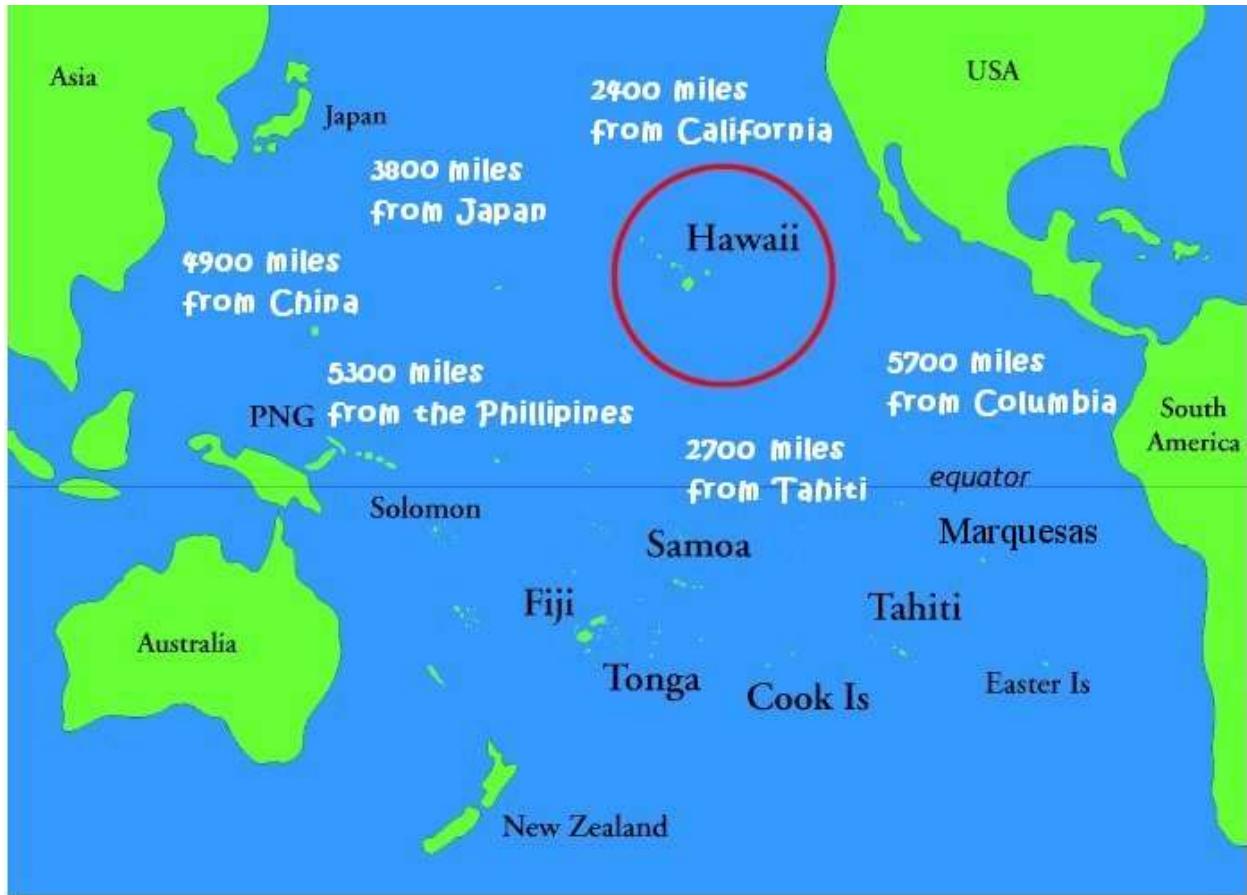 Asia
USA
Japan
2400 miles
from California
3800 miles
from Japan
Hawaii
4900 miles
from China
5300 miles
from the Phillipines
PNG
5700 miles
from Columbia
South
America
2700 miles
from Tahiti
equator
Solomon
Marquesas
Samoa
Fiji
Tahiti
Australia
Tonga
Cook Is
Easter Is
New Zealand